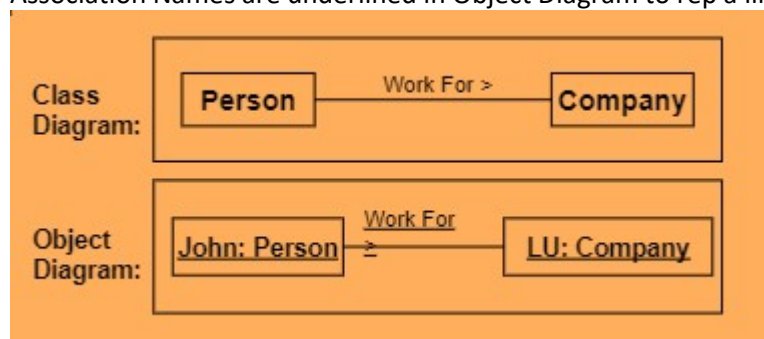 Association Names are underlined in Object Diagram to rep a
Class
Diagram:
Person
Work For >
Company
Object
Diagram:
John: Person
Work For
>
LU: Company